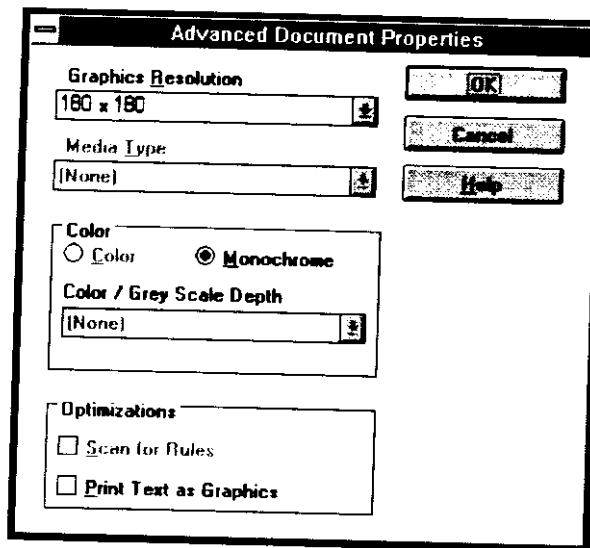 Advanced Document Properties
Graphics Resolution
180 x 180
Media Type
(None)
Color
Color
Monochrome
Color / Grey Scale Depth
(None)
Optimizations
Scan for Rules
Print Text as Graphics
OK
Cancel
Help